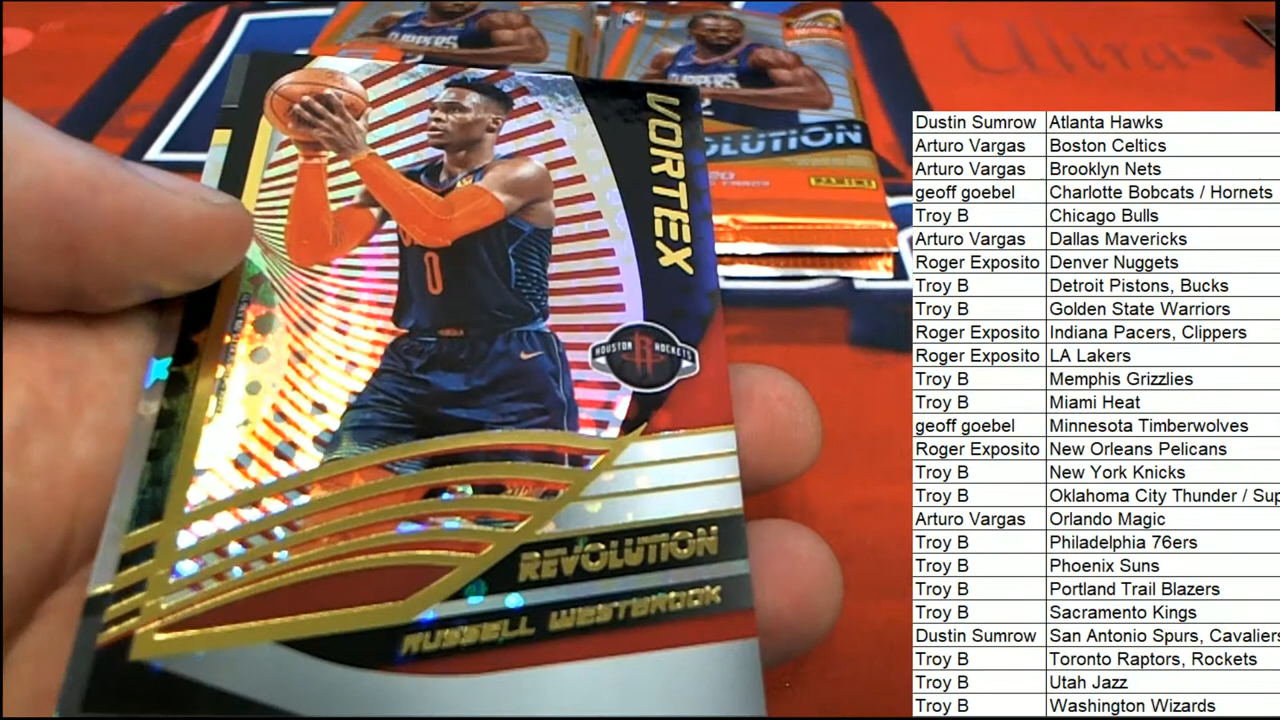 CLIPPERS
CLIPPERS
Ultra
VORTEX
OLUTION
20
PANINI
0
HOUSTON R ROCKETS
REVOLUTION
RUSSELL WESTBROOK
Dustin Sumrow Atlanta Hawks
Arturo Vargas Boston Celtics
Arturo Vargas Brooklyn Nets
geoff goebel Charlotte Bobcats / Hornets
Troy B Chicago Bulls
Arturo Vargas Dallas Mavericks
Roger Exposito Denver Nuggets
Troy B Detroit Pistons, Bucks
Troy B Golden State Warriors
Roger Exposito Indiana Pacers, Clippers
Roger Exposito LA Lakers
Troy B Memphis Grizzlies
Troy B Miami Heat
geoff goebel Minnesota Timberwolves
Roger Exposito New Orleans Pelicans
Troy B New York Knicks
Troy B Oklahoma City Thunder / Sup
Arturo Vargas Orlando Magic
Troy B Philadelphia 76ers
Troy B Phoenix Suns
Troy B Portland Trail Blazers
Troy B Sacramento Kings
Dustin Sumrow San Antonio Spurs, Cavaliers
Troy B Toronto Raptors, Rockets
Troy B Utah Jazz
Troy B Washington Wizards